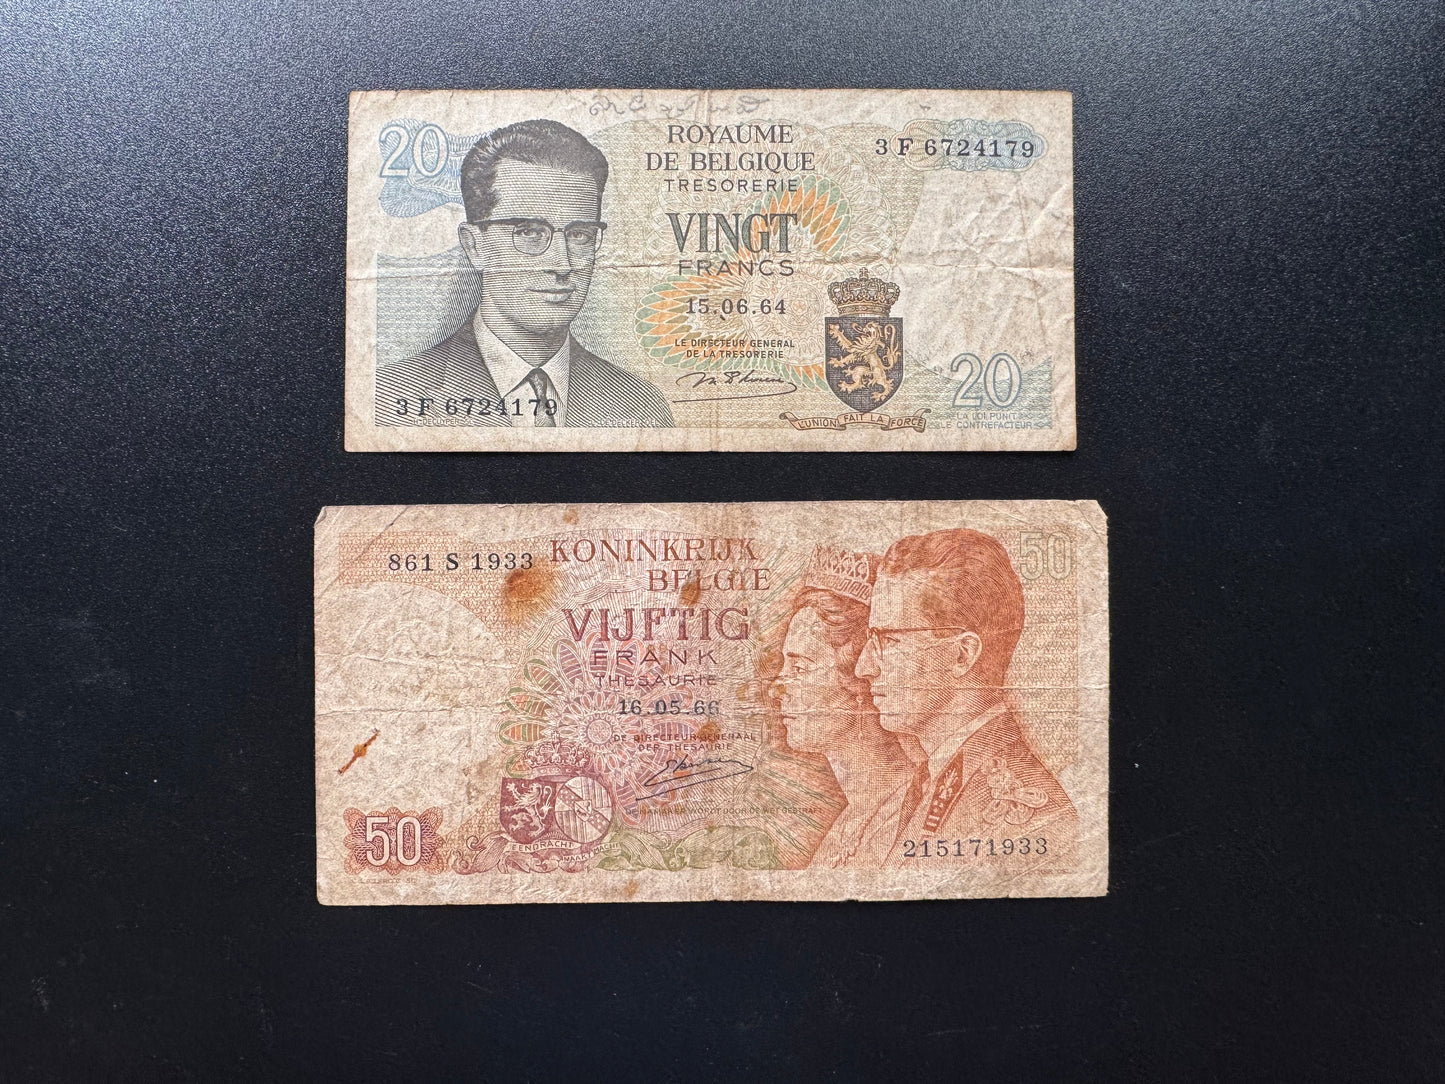 20
ROYAUME
DE BELGIQUE
TRESORERIE
3 F 6724179
VINGT
FRANCS
15.06.64
LE DIRECTEUR GENERAL
DE LA TRESORERIE
3 F 6724179
L'UNION FAIT LA FORCE
20
LA LOI PUNIT
LE CONTREFACTEUR
861 S 1933
KONINKRIJK
BELGIE
50
VIJFTIG
FRANK
THESAURIE
16.05.66
DE DIRECTEUR-GENERAAL
DER THESAURIE
50
EENDRACHT
MAAKT MACHT
215171933